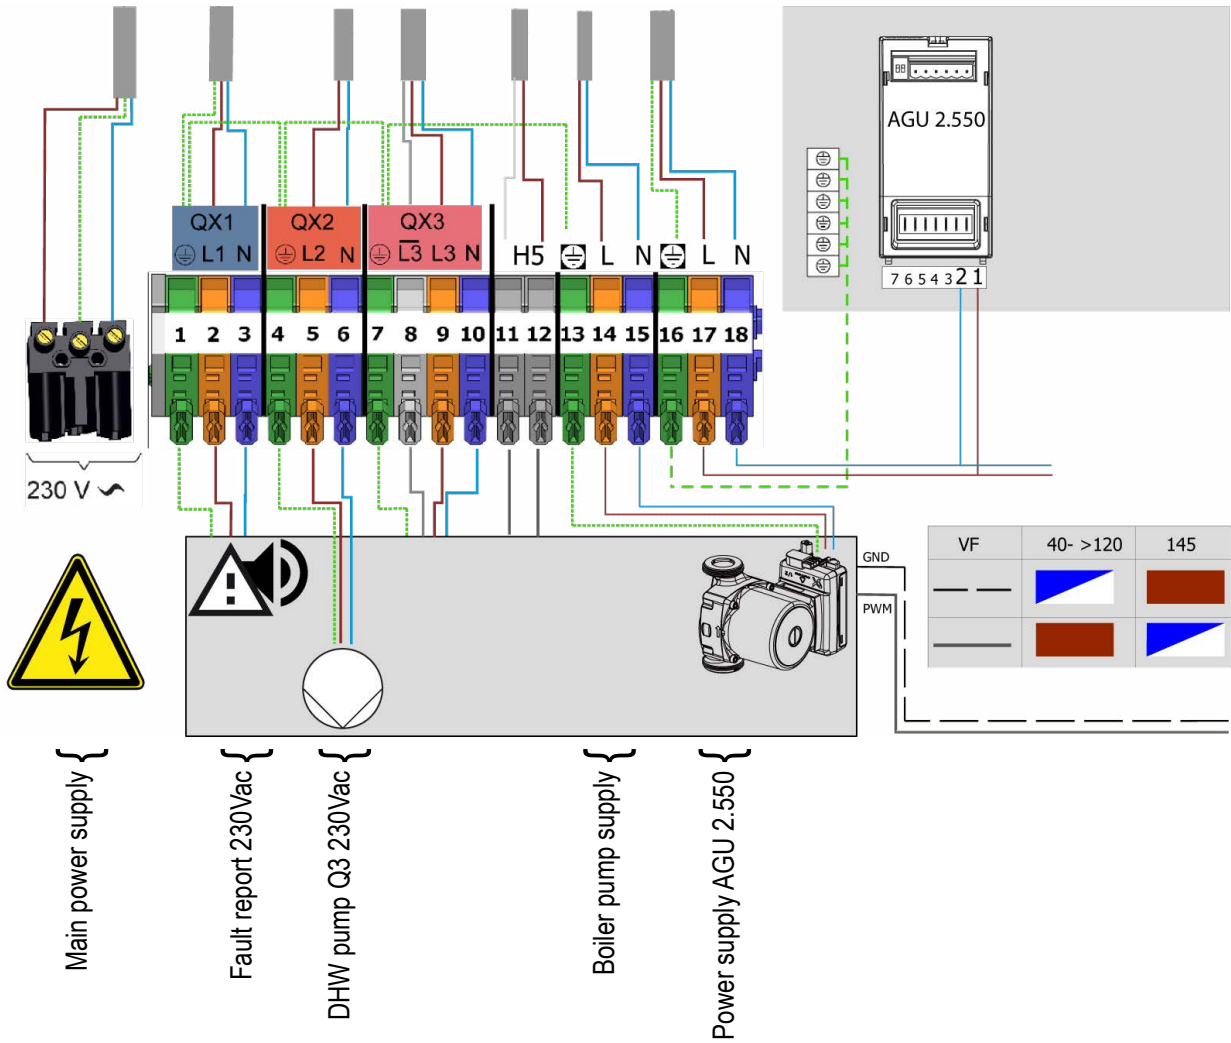 AGU 2.550
QX1
QX2
QX3
L1 N
L2 N
L3 L3 N
H5
L N
L N
7 6 5 4 3 2 1
1 2 3 4 5 6 7 8 9 10 11 12 13 14 15 16 17 18
230 V
VF 40- >120 145
GND
PWM
Main power supply
Fault report 230Vac
DHW pump Q3 230Vac
Boiler pump supply
Power supply AGU 2.550